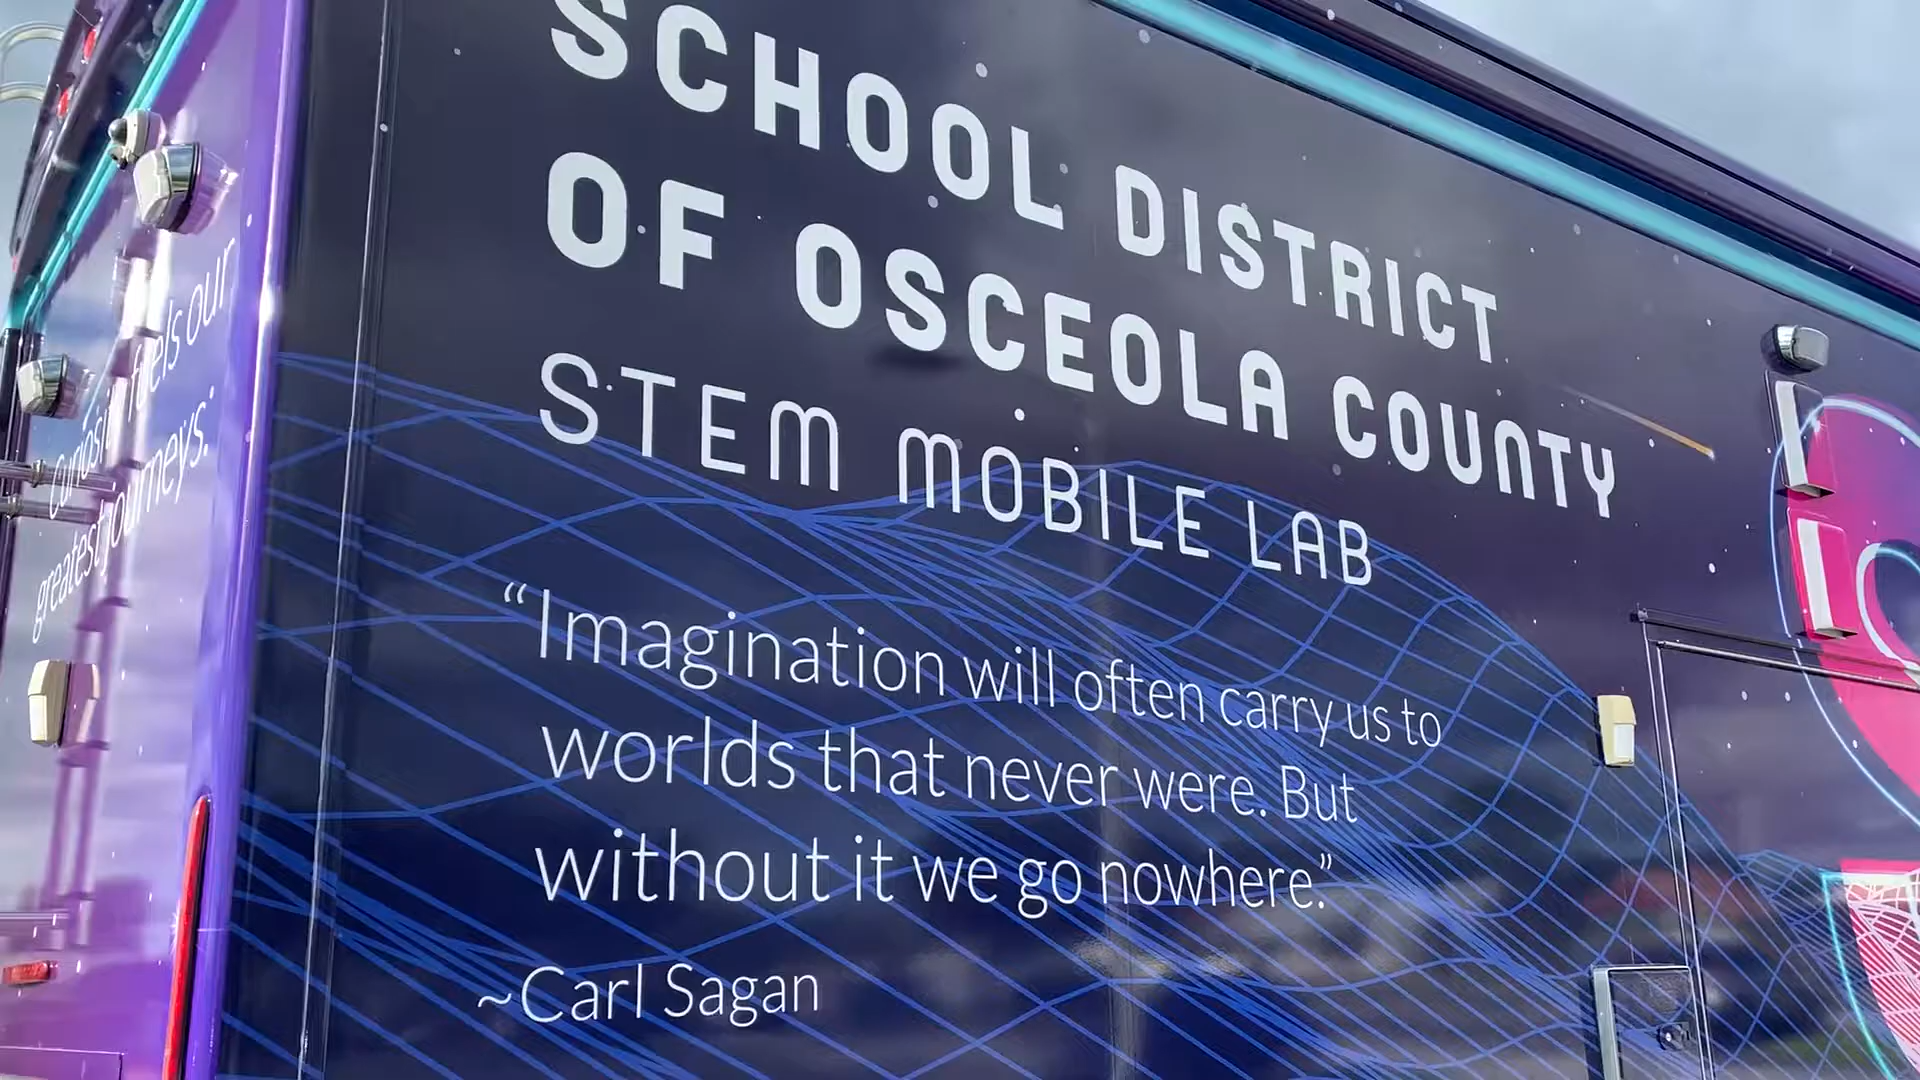 SCHOOL DISTRICT
OF OSCEOLA COUNTY
STEM MOBILE LAB
“Imagination will often carry us to
worlds that never were. But
without it we go nowhere.”
~Carl Sagan
Curiosity fuels our
greatest journeys.